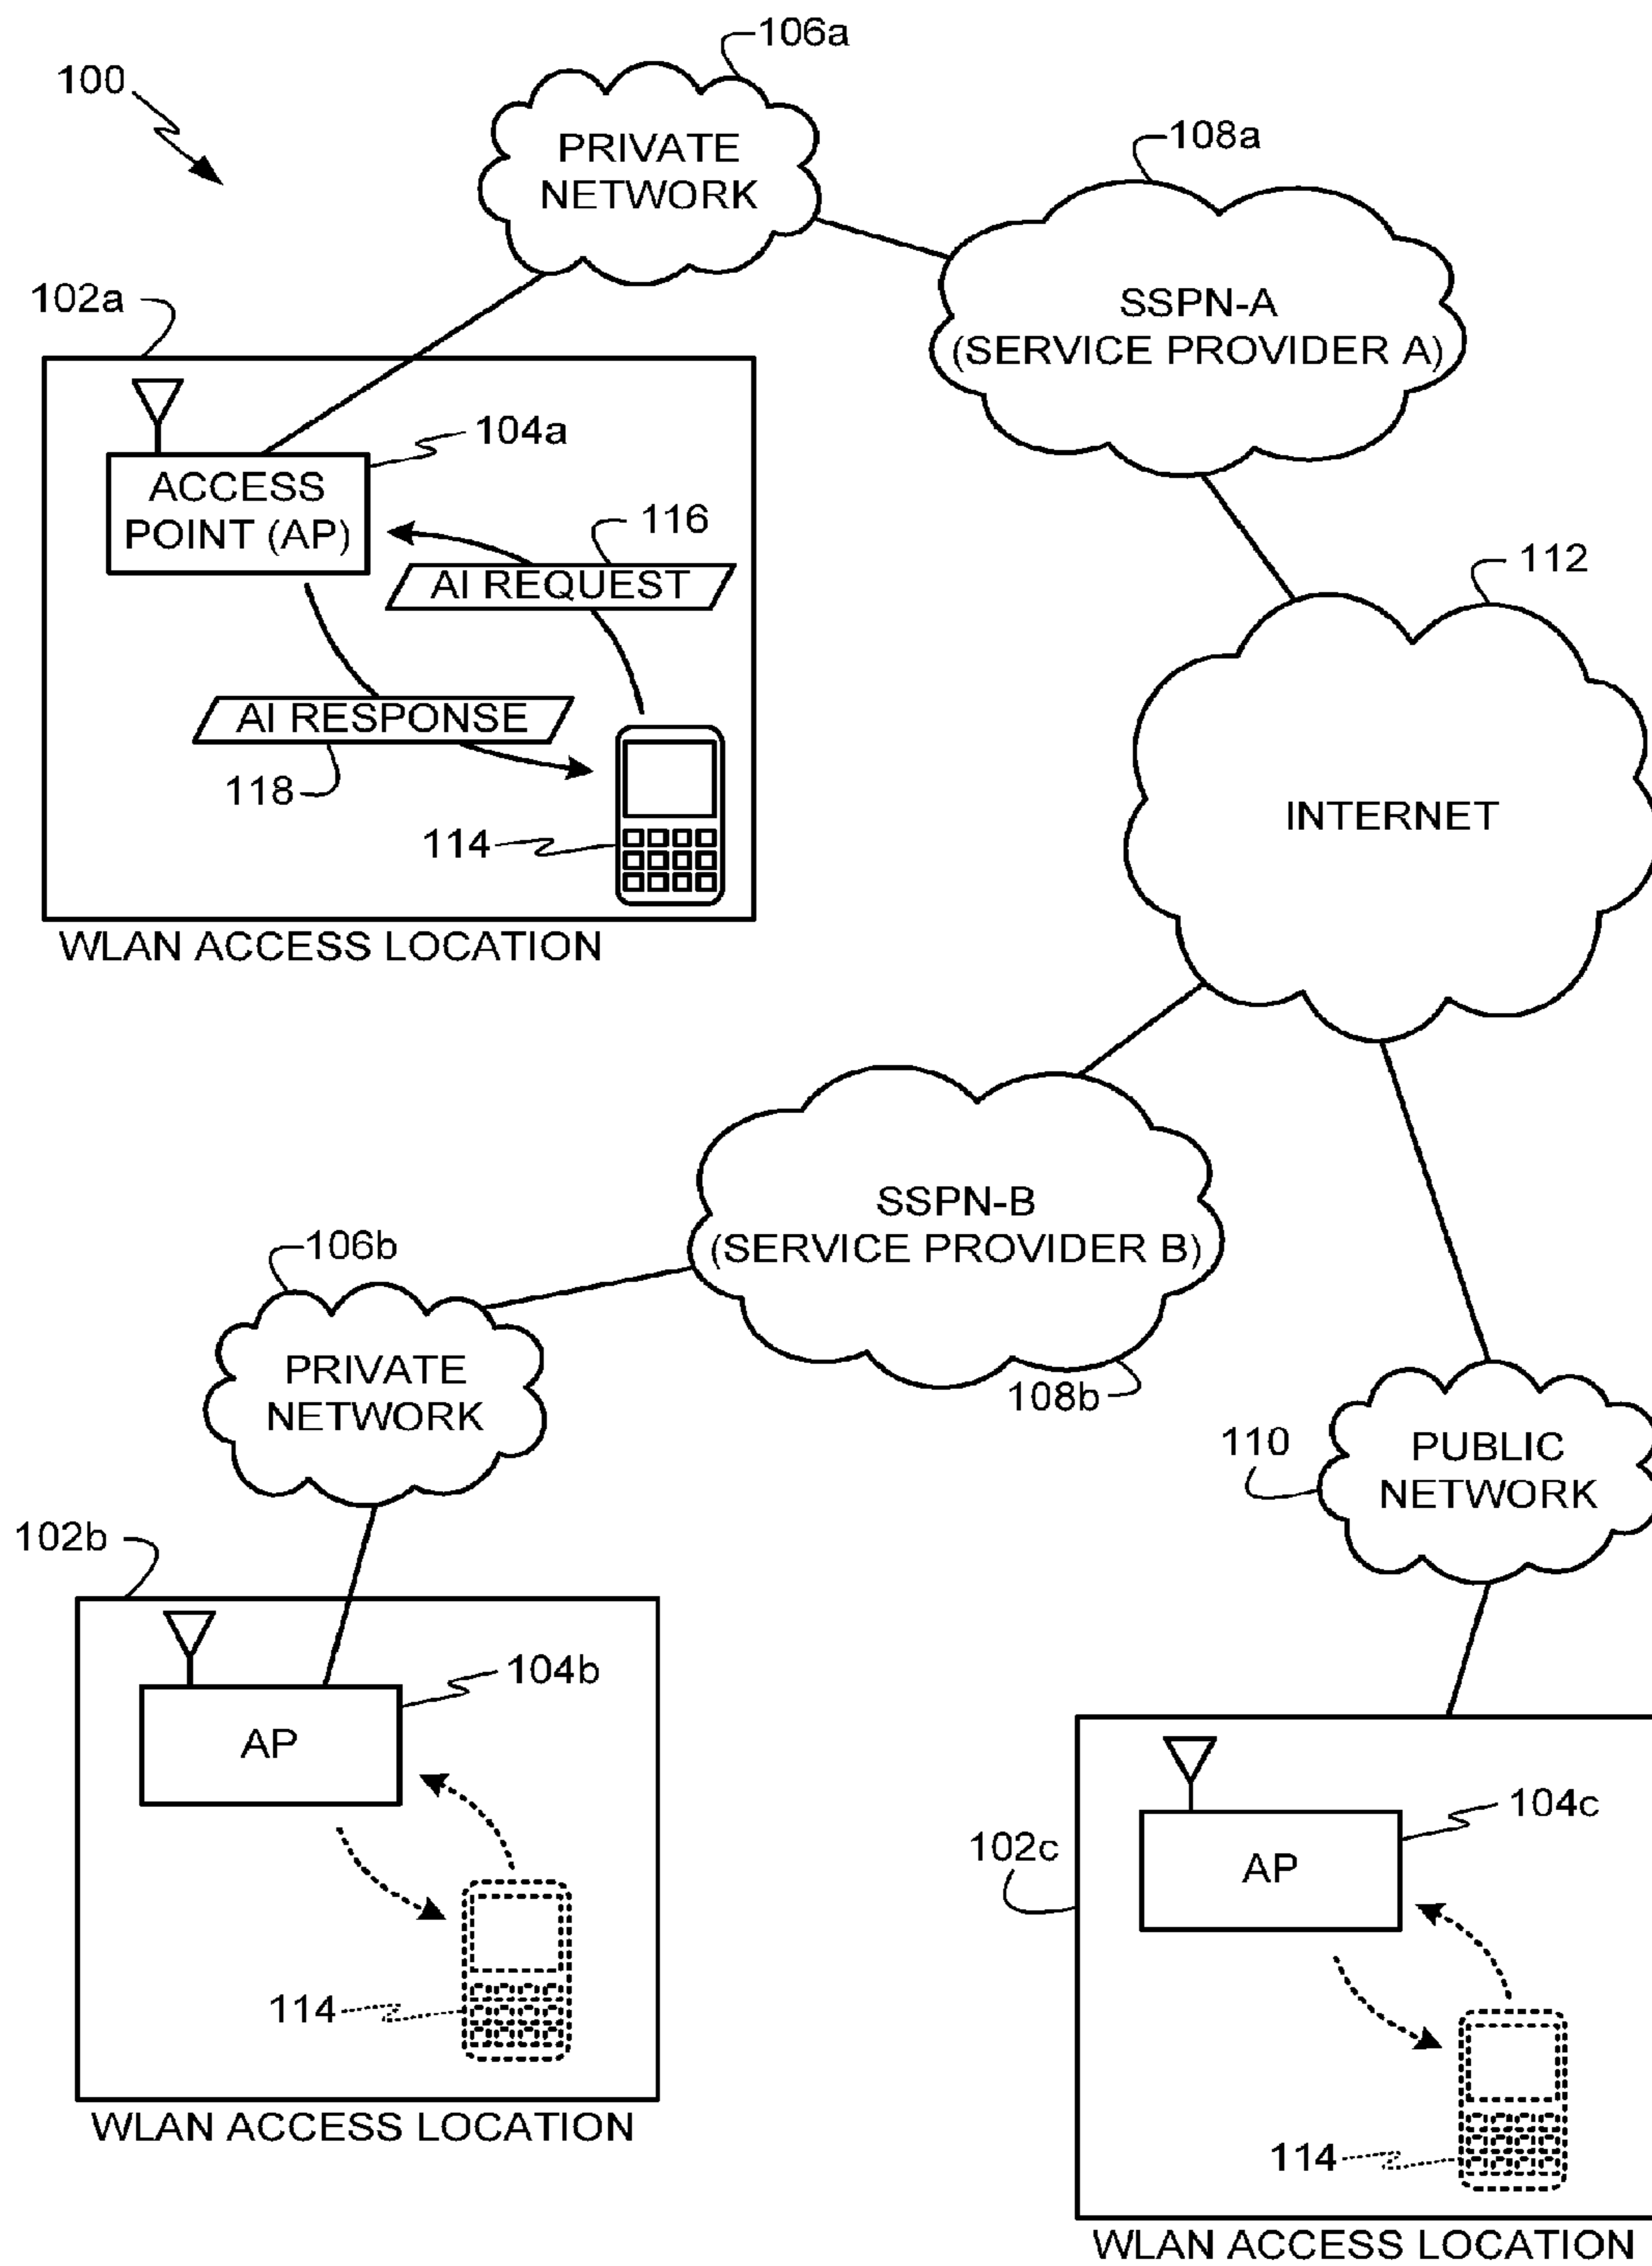 100
106a
PRIVATE
NETWORK
108a
SSPN-A
(SERVICE PROVIDER A)
102a
104a
ACCESS
POINT (AP)
116
AI REQUEST
AI RESPONSE
118
114
WLAN ACCESS LOCATION
112
INTERNET
SSPN-B
(SERVICE PROVIDER B)
108b
106b
PRIVATE
NETWORK
110
PUBLIC
NETWORK
102b
104b
AP
114
WLAN ACCESS LOCATION
102c
104c
AP
114
WLAN ACCESS LOCATION